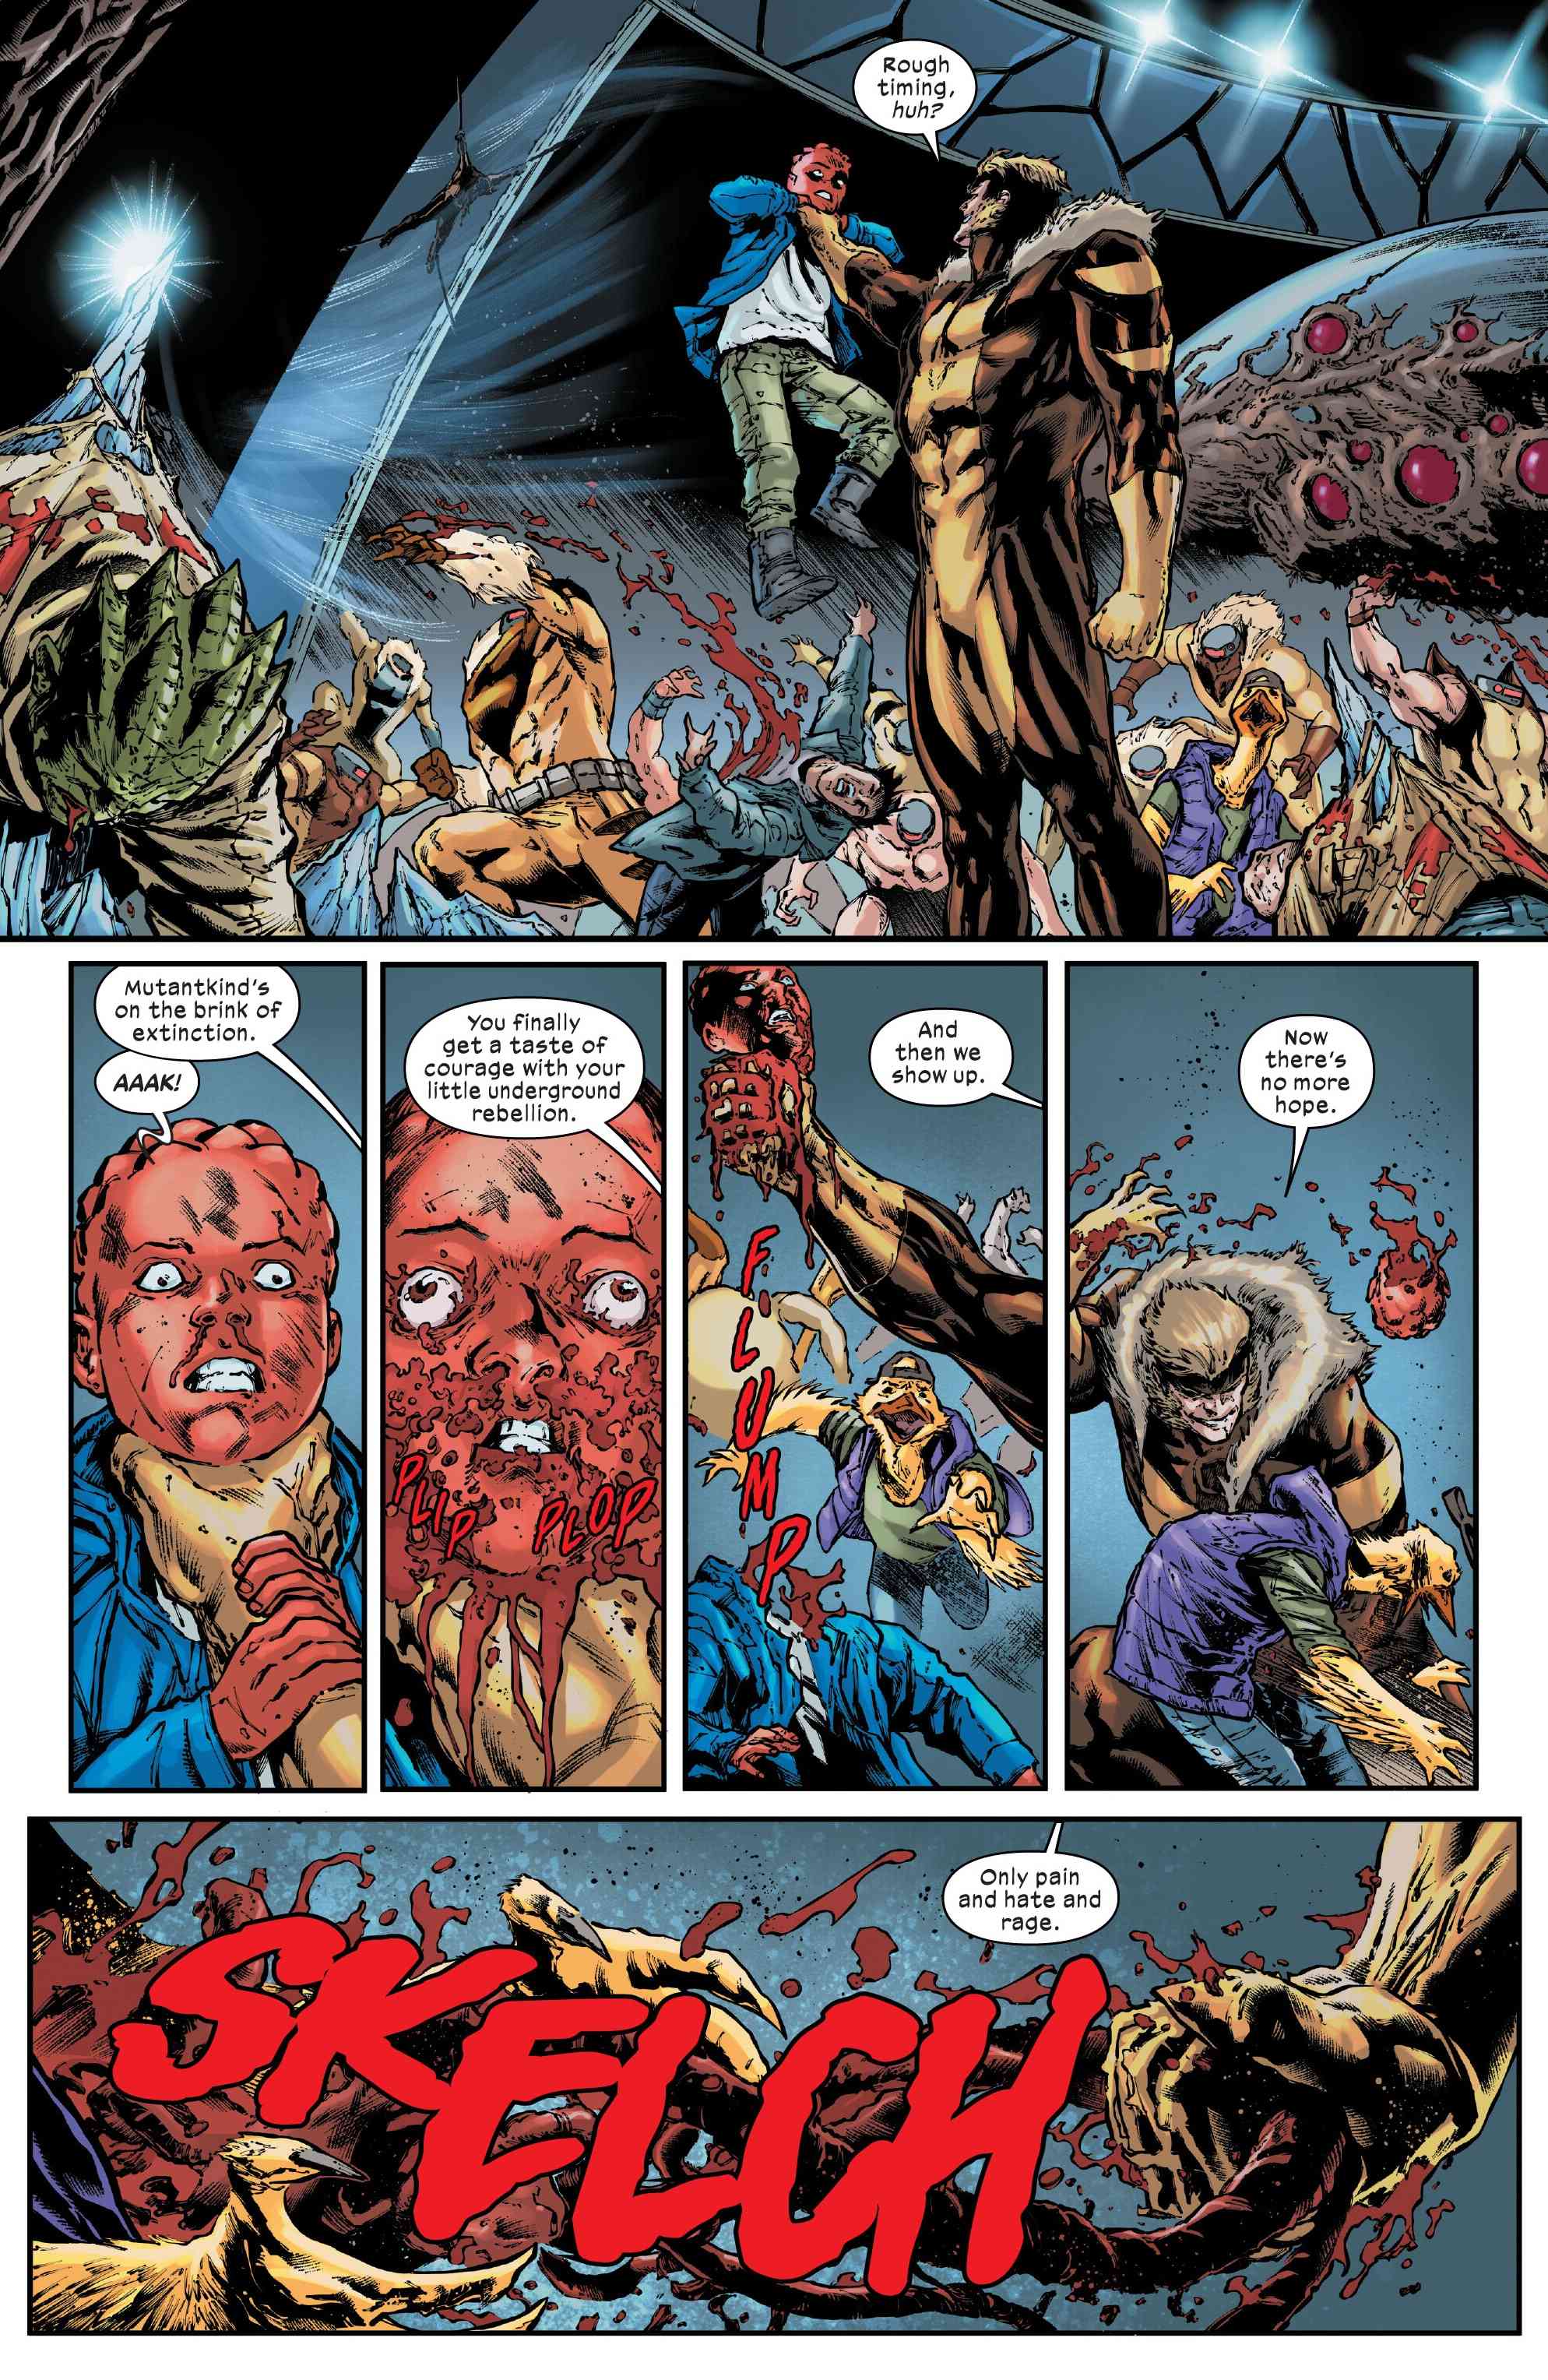 Rough
timing,
huh?
Mutantkind's
on the brink of
extinction.
AAAK!
You finally
get a taste of
courage with your
little underground
rebellion.
PLIP
PLOP
And
then we
show up.
FLUMP
Now
there's
no more
hope.
Only pain
and hate and
rage.
SKELCH